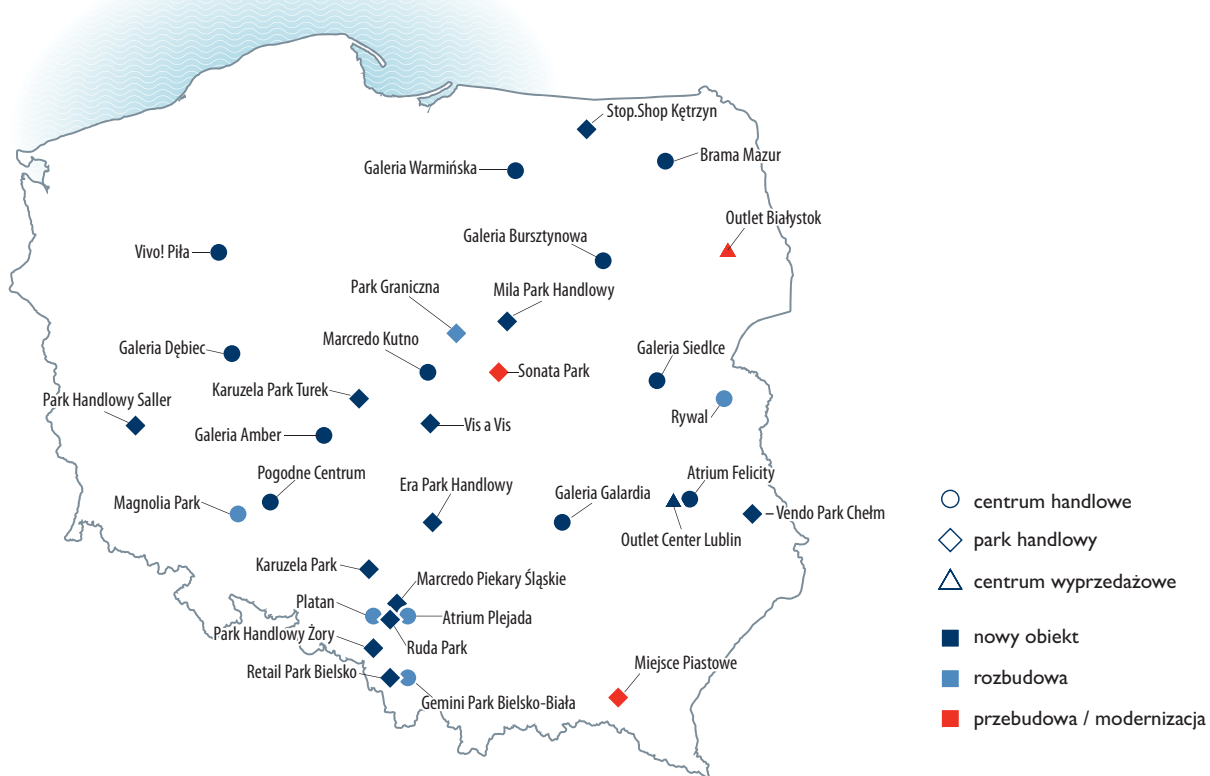 Stop.Shop Kętrzyn
Brama Mazur
Galeria Warmińska
Outlet Białystok
Galeria Bursztynowa
Vivo! Piła
Park Graniczna
Mila Park Handlowy
Marcredo Kutno
Galeria Dębiec
Galeria Siedlce
Sonata Park
Karuzela Park Turek
Park Handlowy Saller
Rywal
Vis a Vis
Galeria Amber
Pogodne Centrum
Atrium Felicity
Era Park Handlowy
Galeria Galardia
Magnolia Park
Vendo Park Chełm
Outlet Center Lublin
Karuzela Park
Marcredo Piekary Śląskie
Platan
Atrium Plejada
Park Handlowy Żory
Ruda Park
Miejsce Piastowe
Retail Park Bielsko
Gemini Park Bielsko-Biała
centrum handlowe
park handlowy
centrum wyprzedażowe
nowy obiekt
rozbudowa
przebudowa / modernizacja